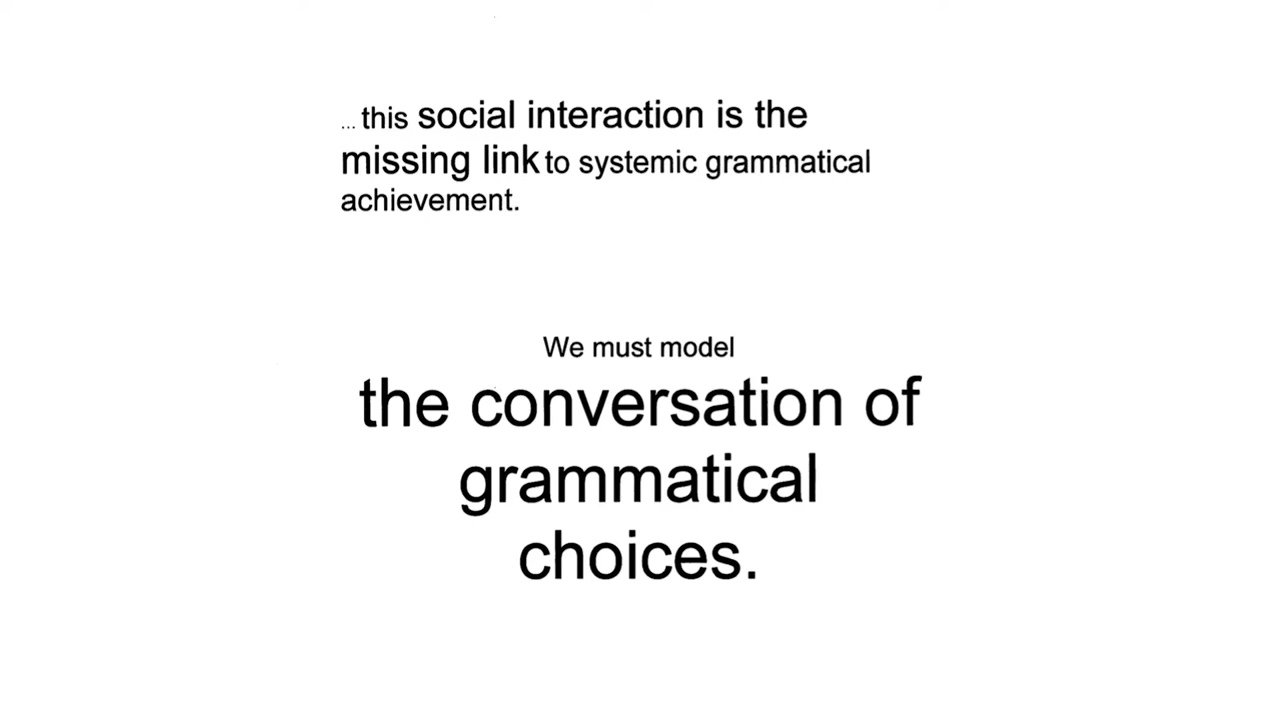 ... this social interaction is the
missing link to systemic grammatical
achievement.
We must model
the conversation of
grammatical
choices.